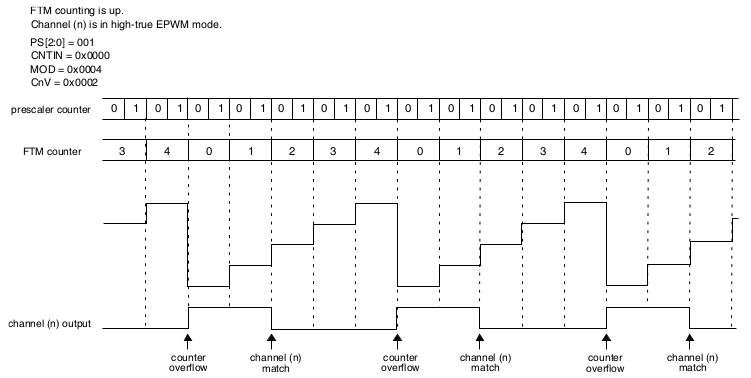 FTM counting is up.
Channel (n) is in high-true EPWM mode.
PS[2:0] = 001
CNTIN = 0x0000
MOD = 0x0004
CnV = 0x0002
prescaler counter 0 1 0 1 0 1 0 1 0 1 0 1 0 1 0 1 0 1 0 1 0 1 0 1 0 1 0 1 0 1
FTM counter 3 4 0 1 2 3 4 0 1 2 3 4 0 1 2
channel (n) output
counter overflow
channel (n) match
counter overflow
channel (n) match
counter overflow
channel (n) match